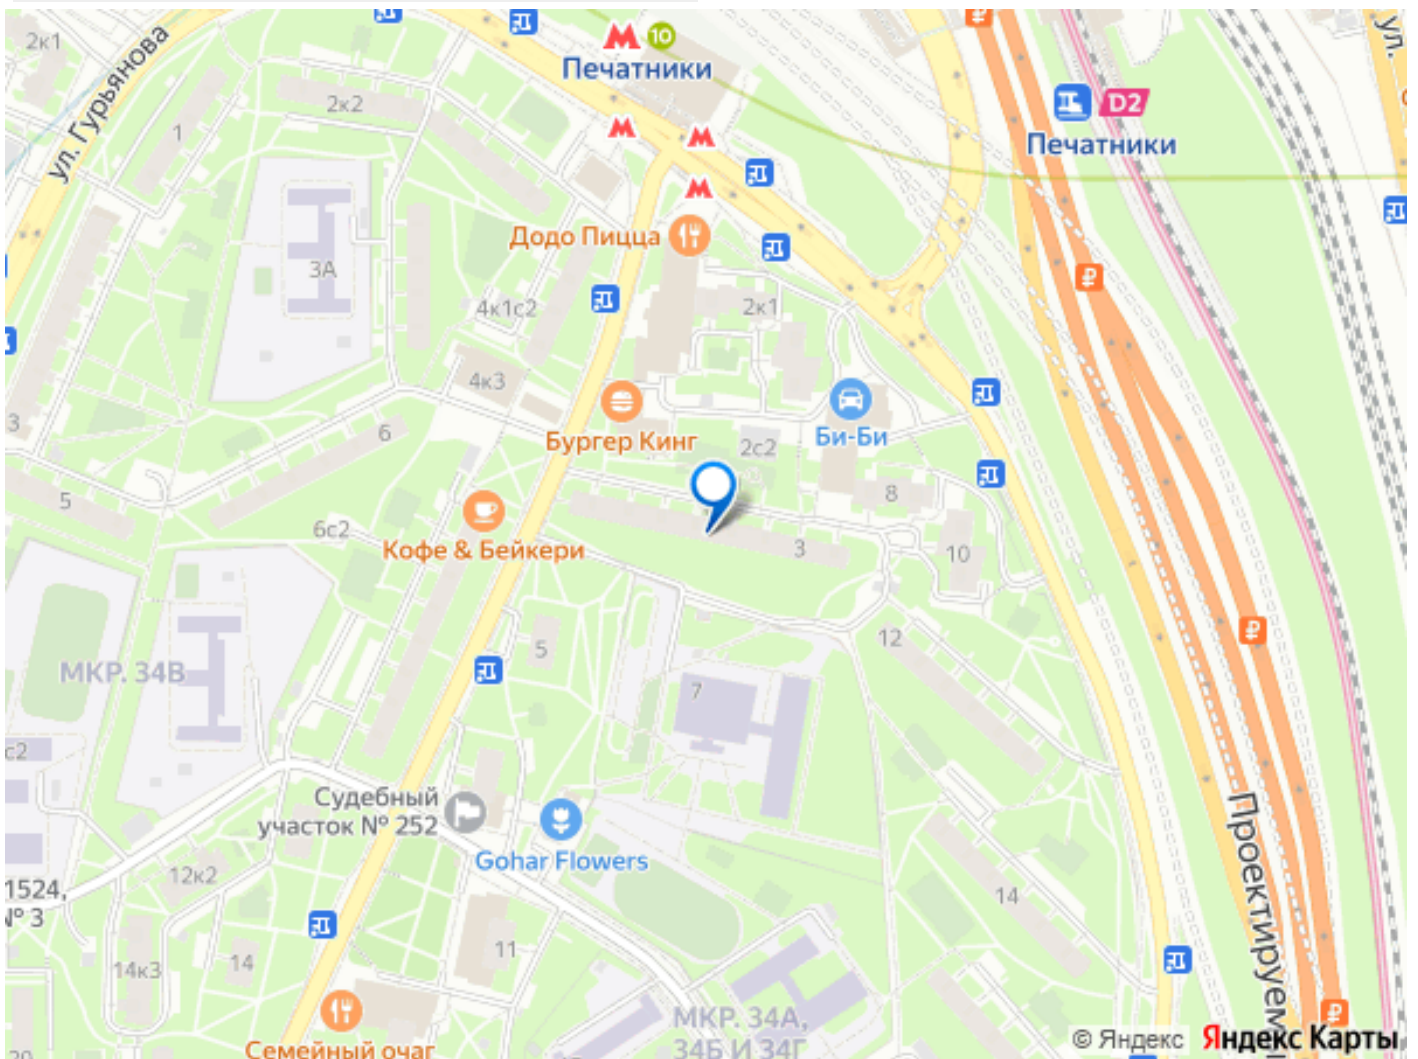 2к1
ул. Гурьянова
10
Печатники
ул.
D2
Печатники
1
2к2
3А
Додо Пицца
4к1с2
2к1
4к3
3
Бургер Кинг
Би-Би
6
2с2
5
6с2
Кофе & Бейкери
8
3
10
5
12
МКР. 34В
7
с2
Судебный
участок № 252
Gohar Flowers
Проектируем
12к2
1524,
№ 3
14
11
14
14к3
МКР. 34А,
34Б И 34Г
Семейный очаг
© Яндекс Яндекс Карты